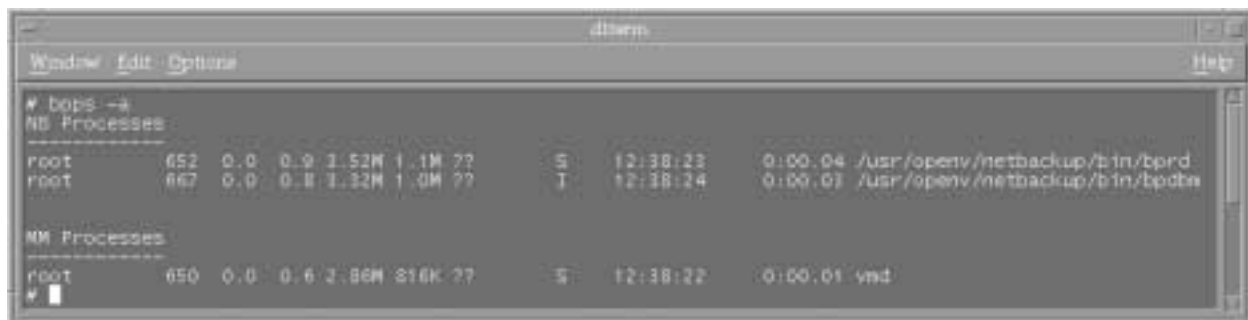 dtterm
Window Edit Options Help
# bpps -a
NB Processes
------------
root 652 0.0 0.9 3.52M 1.1M ?? S 12:38:23 0:00.04 /usr/openv/netbackup/bin/bprd
root 667 0.0 0.8 3.32M 1.0M ?? I 12:38:24 0:00.03 /usr/openv/netbackup/bin/bpdbm
MM Processes
------------
root 650 0.0 0.6 2.86M 816K ?? S 12:38:22 0:00.01 vmd
#